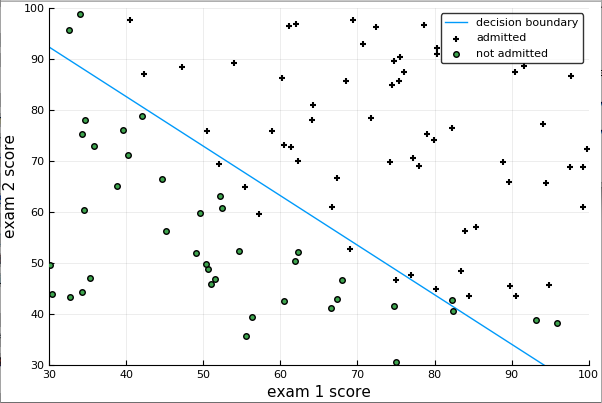 100
90
80
70
60
50
40
30
exam 2 score
decision boundary
admitted
not admitted
30 40 50 60 70 80 90 100
exam 1 score